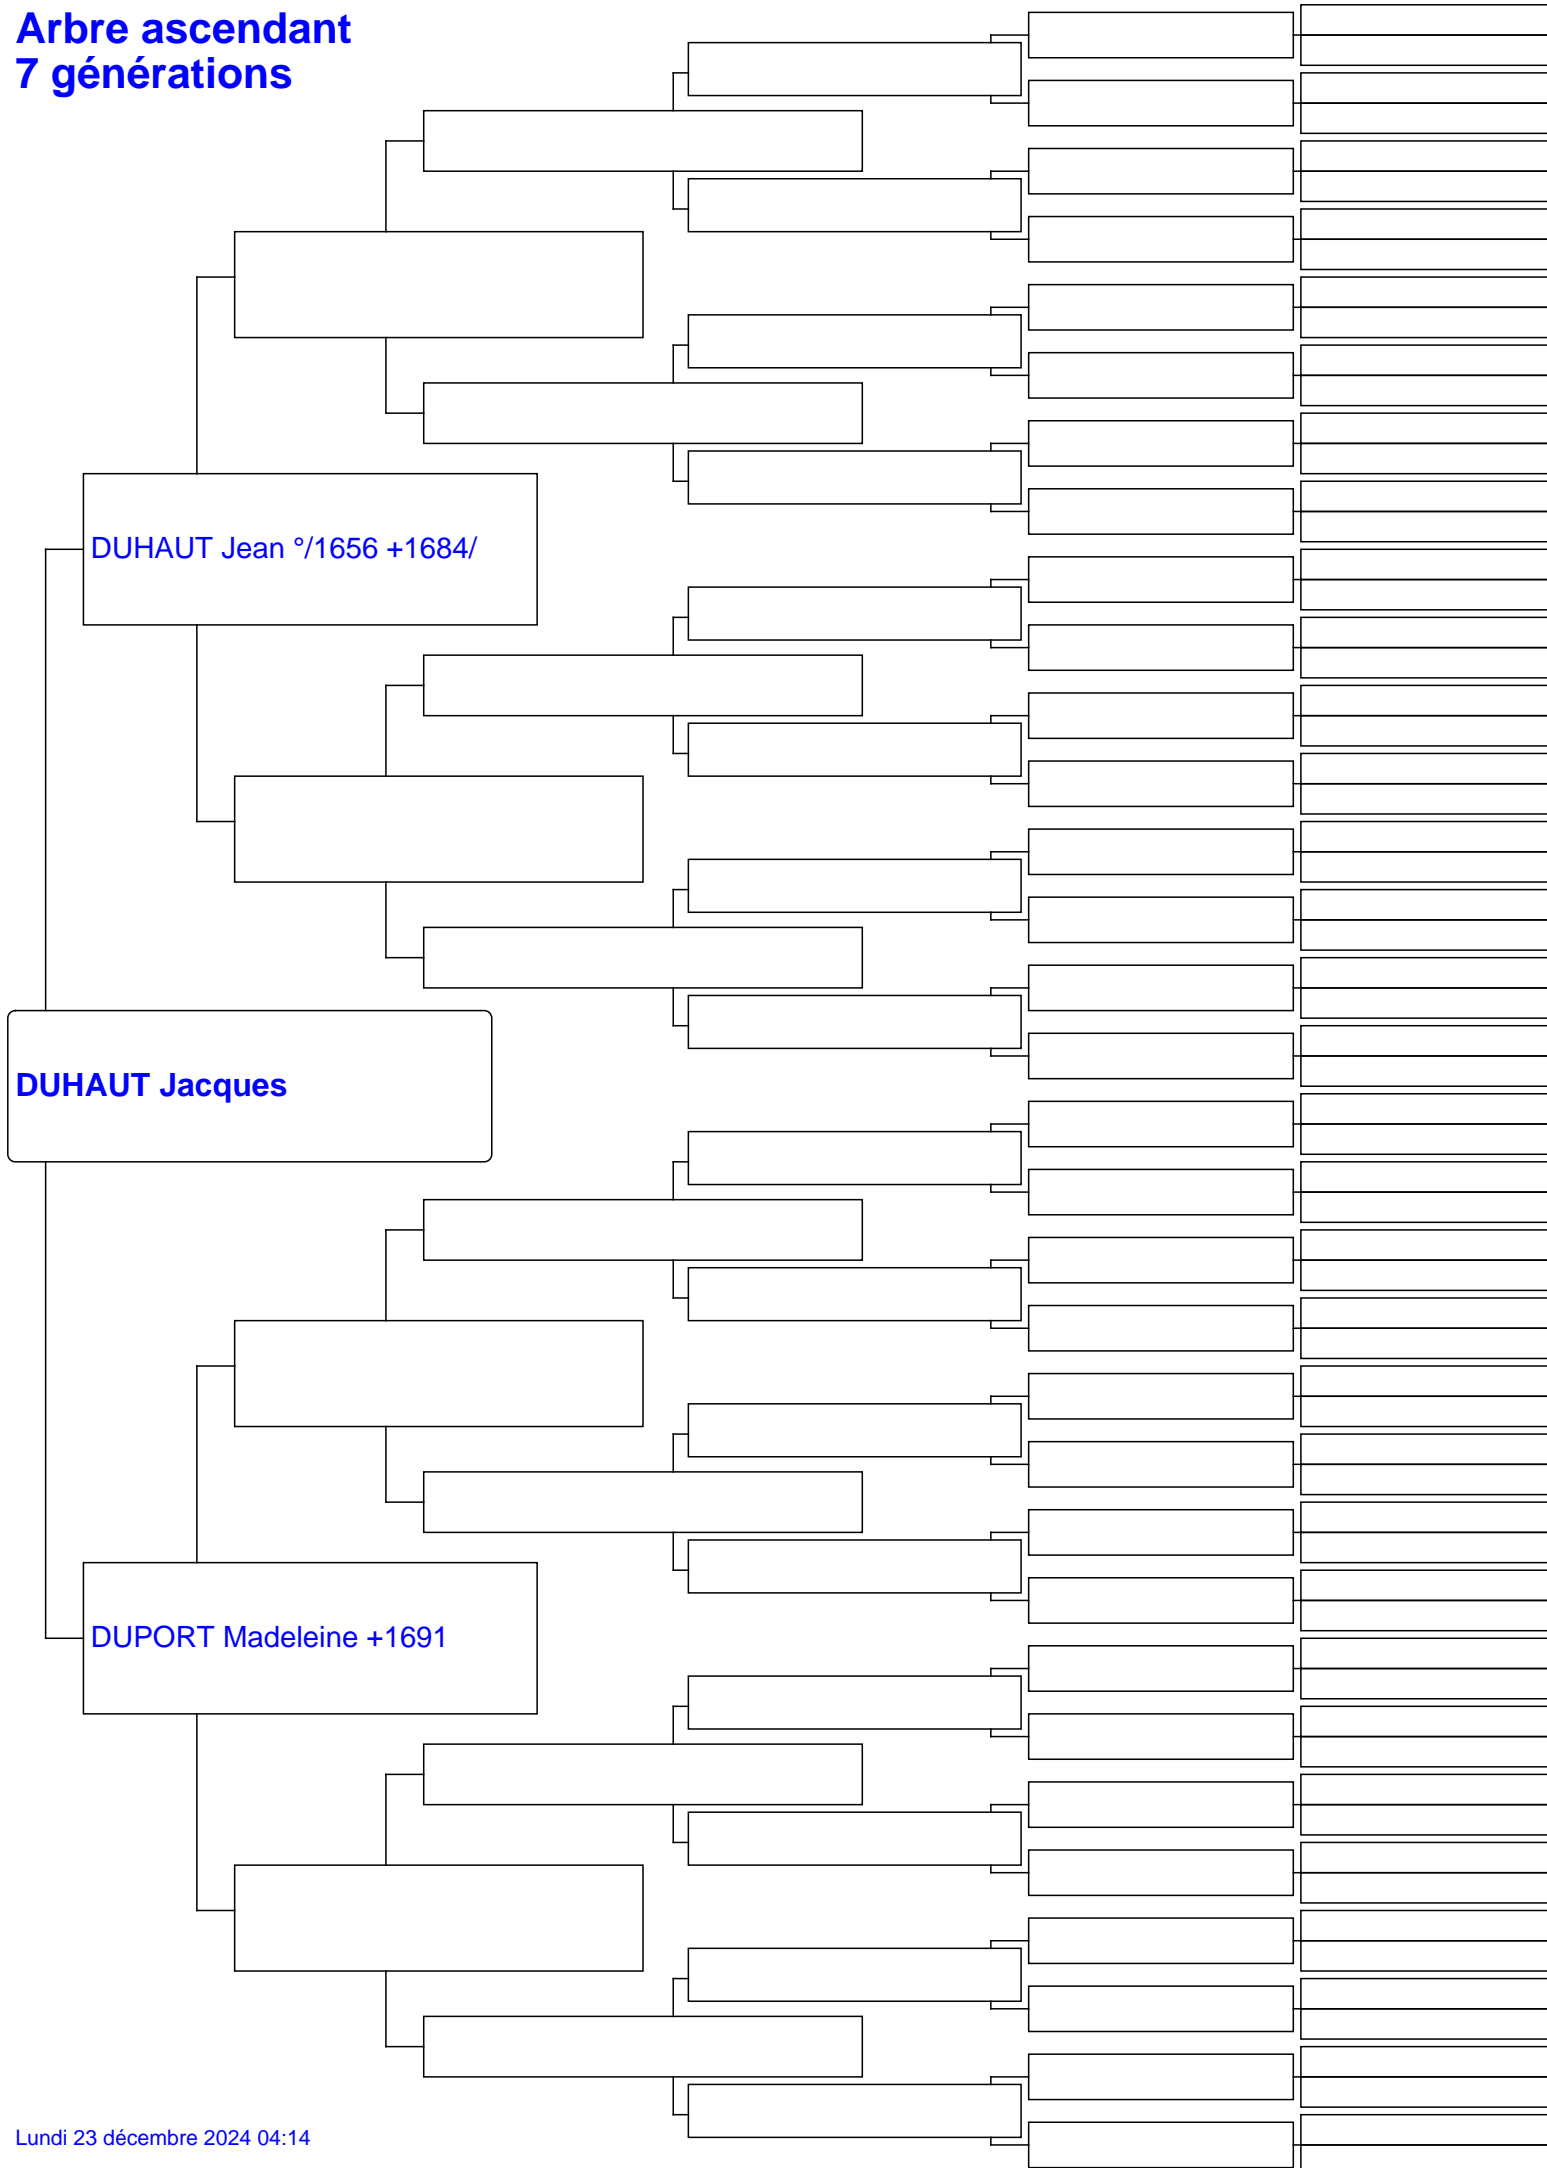 Arbre ascendant
7 générations
DUHAUT Jean °/1656 +1684/
DUHAUT Jacques
DUPORT Madeleine +1691
Lundi 23 décembre 2024 04:14